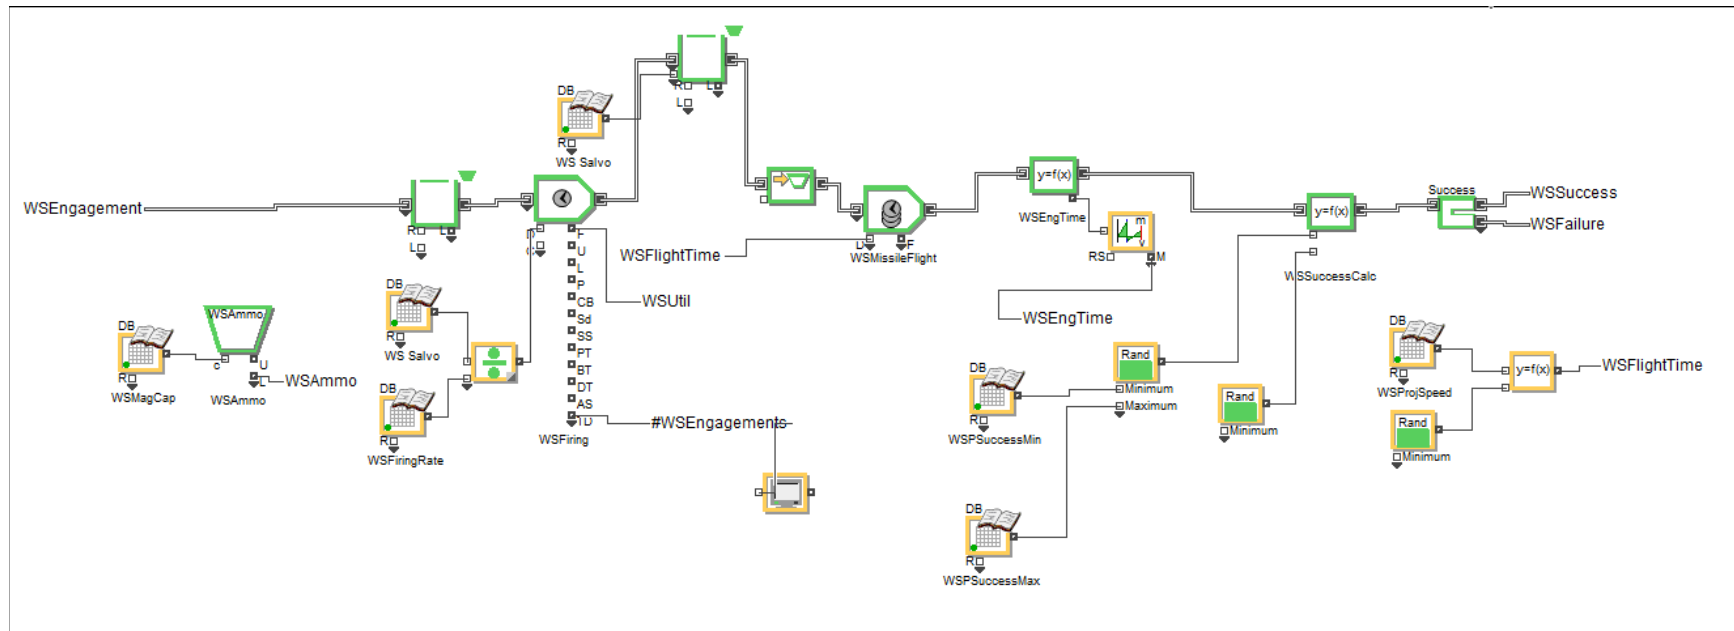 DB
R
WS Salvo
R
L
L
WSEngagement
R
L
L
y=f(x)
WSEngTime
m
v
RS
M
y=f(x)
WSSuccessCalc
Success
WSSuccess
WSFailure
WSFlightTime
D
F
WSMissileFlight
F
U
L
P
CB
Sd
SS
PT
BT
DT
AS
TD
WSFiring
WSUtil
WSEngTime
DB
R
WS Salvo
DB
R
WSFiringRate
DB
R
WSMagCap
WSAmmo
c
U
L
WSAmmo
WSAmmo
#WSEngagements
DB
R
WSPSuccessMin
Rand
Minimum
Maximum
Rand
Minimum
DB
R
WSProjSpeed
y=f(x)
WSFlightTime
Rand
Minimum
DB
R
WSPSuccessMax